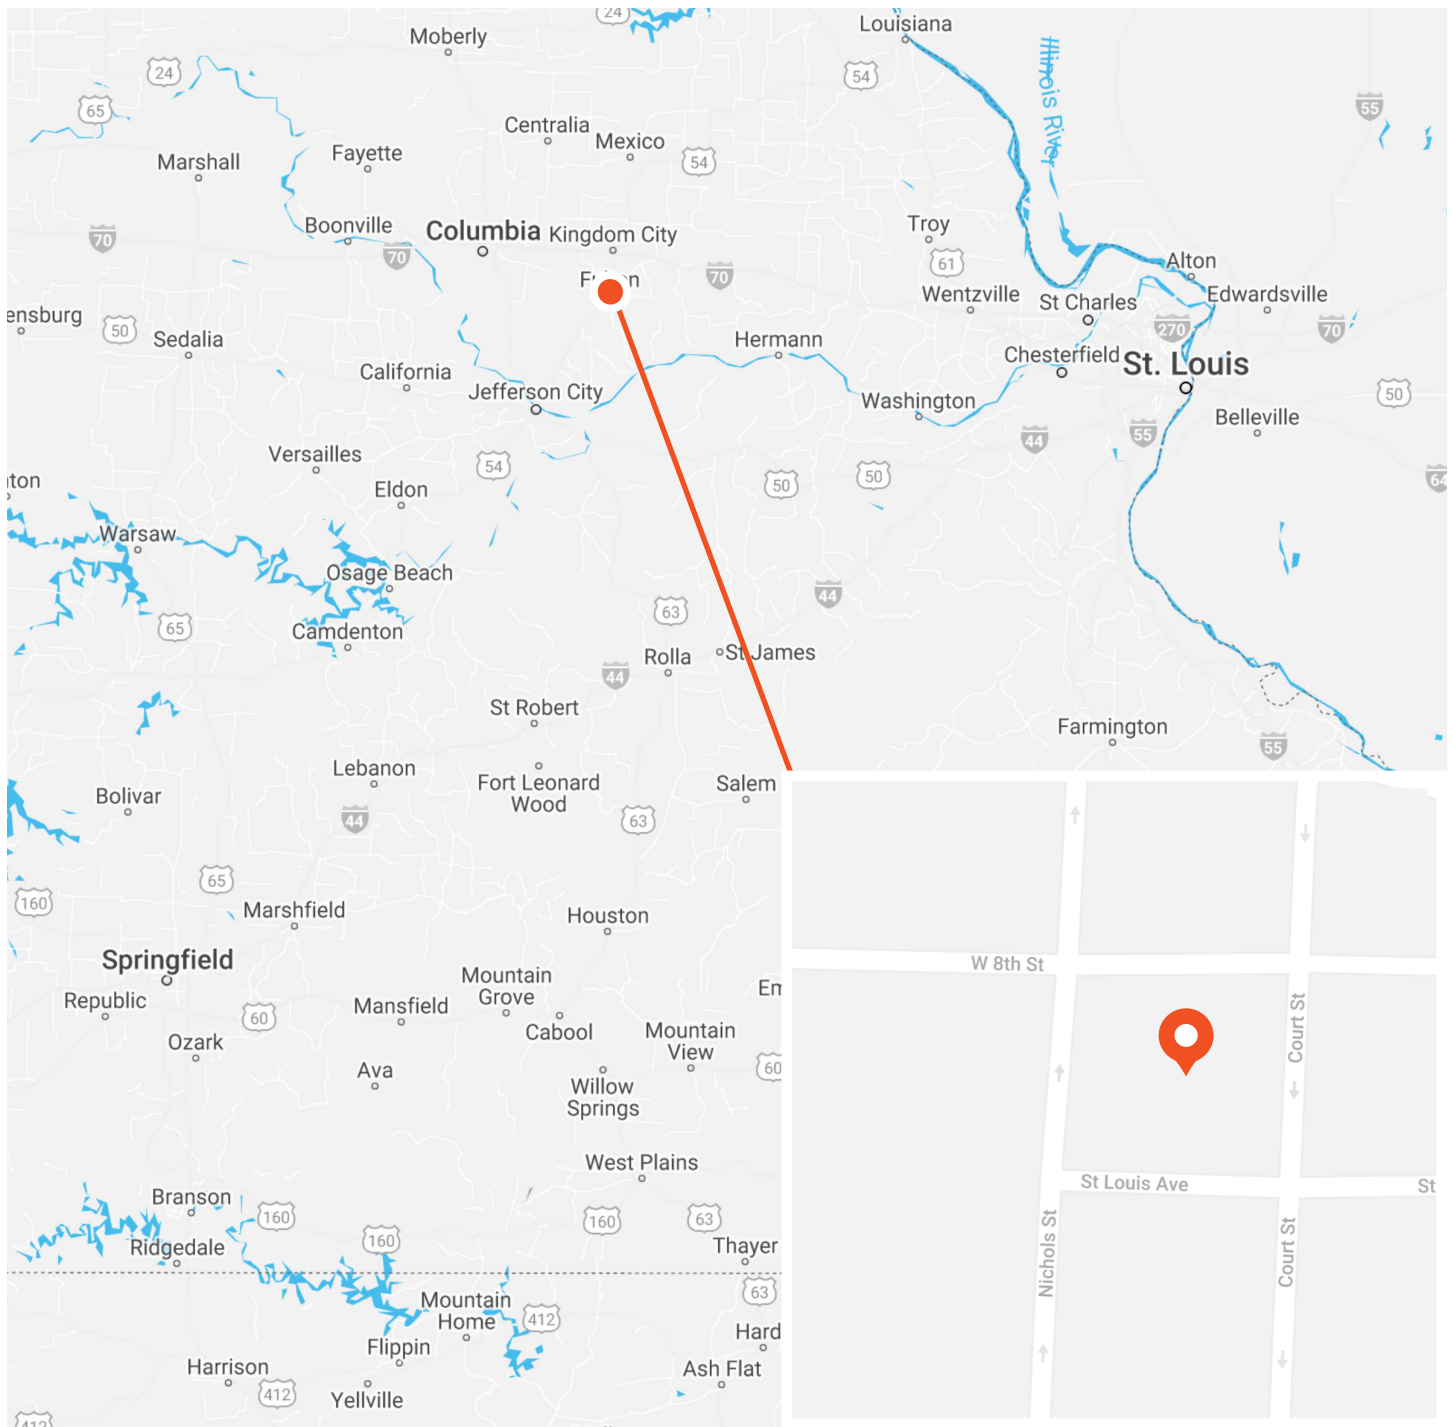 24
Louisiana
Moberly
24
54
Illinois River
65
55
Centralia
Mexico
Marshall
Fayette
54
Boonville
Columbia
Kingdom City
Troy
70
70
70
61
Alton
Wentzville
St Charles
Edwardsville
ensburg
50
Sedalia
Hermann
270
70
California
Chesterfield
St. Louis
Jefferson City
Washington
50
Belleville
44
55
Versailles
54
50
50
64
Eldon
Warsaw
Osage Beach
44
63
65
Camdenton
Rolla
St James
44
St Robert
Farmington
55
Lebanon
Fort Leonard
Wood
Salem
Bolivar
44
63
65
160
Marshfield
Houston
Springfield
W 8th St
Mountain
Grove
Republic
Mansfield
60
Cabool
Mountain
View
Court St
Ozark
Ava
60
Willow
Springs
West Plains
St Louis Ave
St
Branson
160
160
63
Ridgedale
160
Thayer
Nichols St
Court St
63
Mountain
Home
412
Flippin
Hard
Harrison
Ash Flat
412
Yellville
412